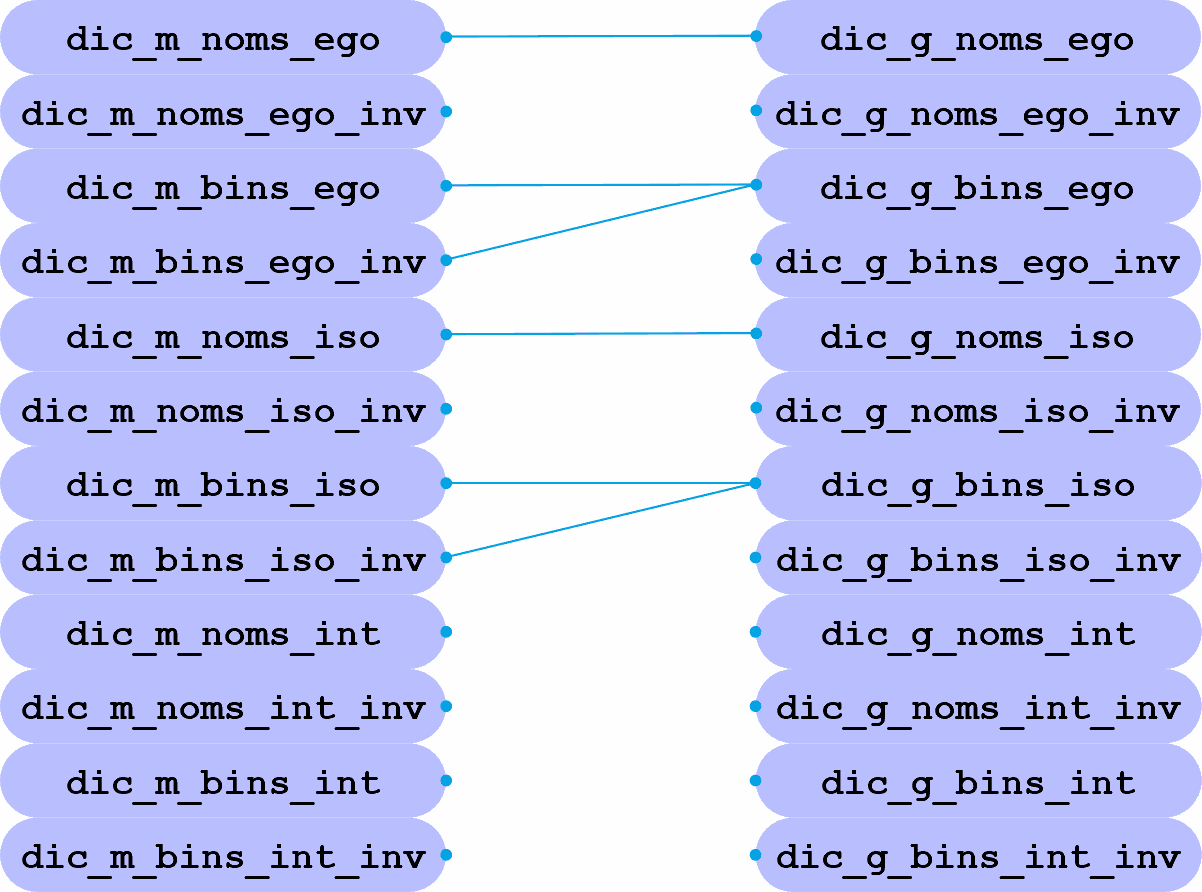 dic_m_noms_ego
dic_g_noms_ego
dic_m_noms_ego_inv
dic_g_noms_ego_inv
dic_m_bins_ego
dic_g_bins_ego
dic_m_bins_ego_inv
dic_g_bins_ego_inv
dic_m_noms_iso
dic_g_noms_iso
dic_m_noms_iso_inv
dic_g_noms_iso_inv
dic_m_bins_iso
dic_g_bins_iso
dic_m_bins_iso_inv
dic_g_bins_iso_inv
dic_m_noms_int
dic_g_noms_int
dic_m_noms_int_inv
dic_g_noms_int_inv
dic_m_bins_int
dic_g_bins_int
dic_m_bins_int_inv
dic_g_bins_int_inv